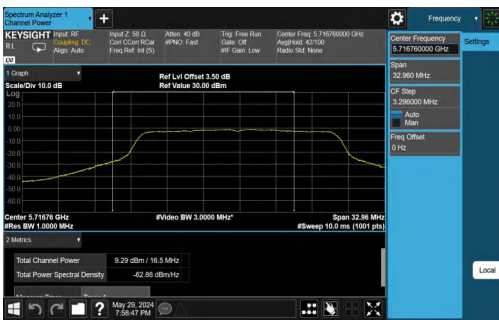 Spectrum Analyzer 1
Channel Power
Frequency
KEYSIGHT
RL
Input: RF
Coupling: DC
Align: Auto
Input Z: 50 Ω
Corr CCorr RCal
Freq Ref: Int (S)
Atten: 40 dB
#PNO: Fast
Trig: Free Run
Gate: Off
#IF Gain: Low
Center Freq: 5.716760000 GHz
Avg|Hold: 42/100
Radio Std: None
Center Frequency
5.716760000 GHz
Settings
Span
32.960 MHz
CF Step
3.296000 MHz
Auto
Man
Freq Offset
0 Hz
Local
1 Graph
Scale/Div 10.0 dB
Ref Lvl Offset 3.50 dB
Ref Value 30.00 dBm
Log
20.0
10.0
0.00
-10.0
-20.0
-30.0
-40.0
-50.0
-60.0
Center 5.71676 GHz
#Res BW 1.0000 MHz
#Video BW 3.0000 MHz*
Span 32.96 MHz
#Sweep 10.0 ms (1001 pts)
2 Metrics
Total Channel Power 9.29 dBm / 16.5 MHz
Total Power Spectral Density -62.88 dBm/Hz
May 29, 2024
7:58:47 PM